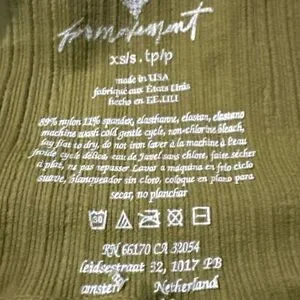 xs/s . tp/p
made in USA
fabriqué aux États Unis
hecho en EE.UU
89% nylon 11% spandex, elasthanne, elastan, elastano
machine wash cold gentle cycle, non-chlorine bleach,
lay flat to dry, do not iron laver à la machine à l'eau
froide cycle délicat, eau de Javel sans chlore, faire sécher
à plat, ne pas repasser Lavar a máquina en frío ciclo
suave, blanqueador sin cloro, coloque en plano para
secar, no planchar
30
RN 66170 CA 32054
leidsestraat 32, 1017 PB
amster Netherland